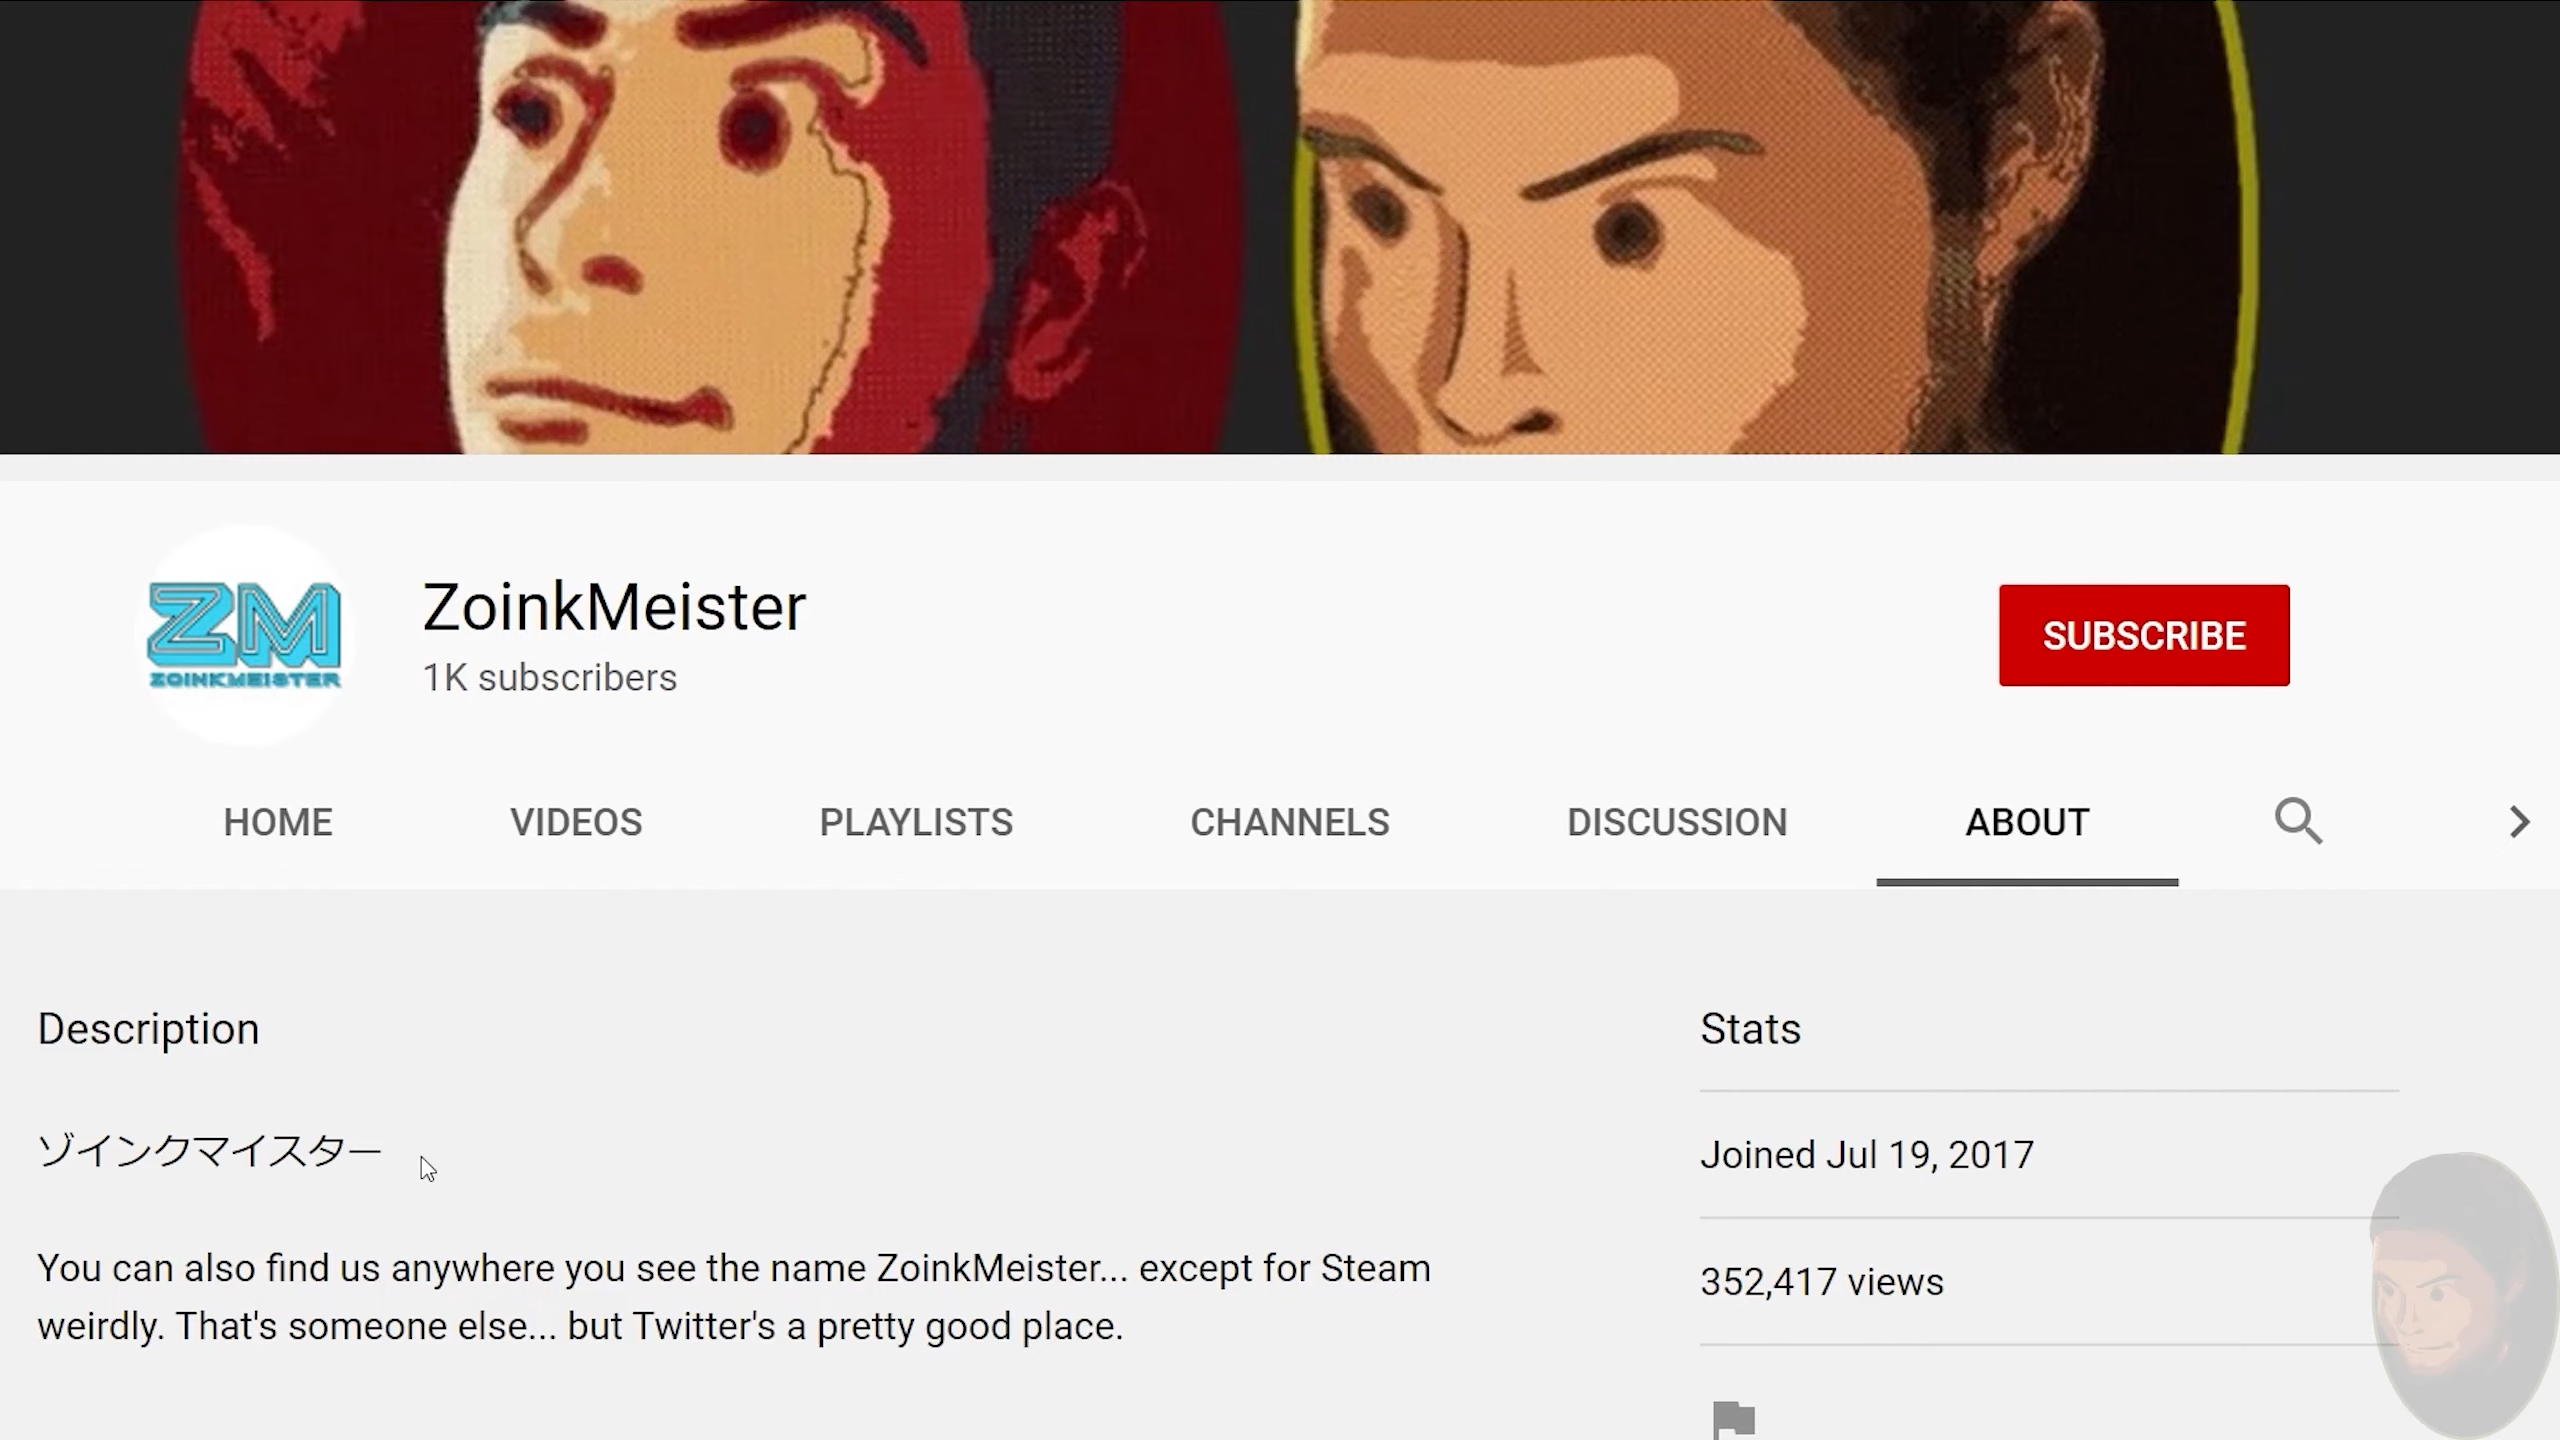 ZM
ZOINKMEISTER
ZoinkMeister
1K subscribers
SUBSCRIBE
HOME VIDEOS PLAYLISTS CHANNELS DISCUSSION ABOUT
Description
ゾインクマイスター
You can also find us anywhere you see the name ZoinkMeister... except for Steam
weirdly. That's someone else... but Twitter's a pretty good place.
Stats
Joined Jul 19, 2017
352,417 views